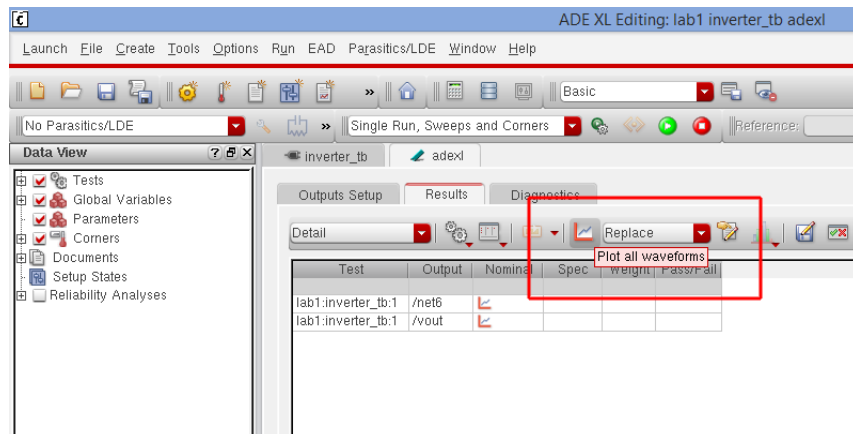 ADE XL Editing: lab1 inverter_tb adexl
Launch File Create Tools Options Run EAD Parasitics/LDE Window Help
» Basic
No Parasitics/LDE » Single Run, Sweeps and Corners Reference:
Data View inverter_tb adexl
Tests
Global Variables
Parameters
Corners
Documents
Setup States
Reliability Analyses
Outputs Setup Results Diagnostics
Detail Replace
Plot all waveforms
Test Output Nominal Spec Weight Pass/Fail
lab1:inverter_tb:1 /net6
lab1:inverter_tb:1 /vout